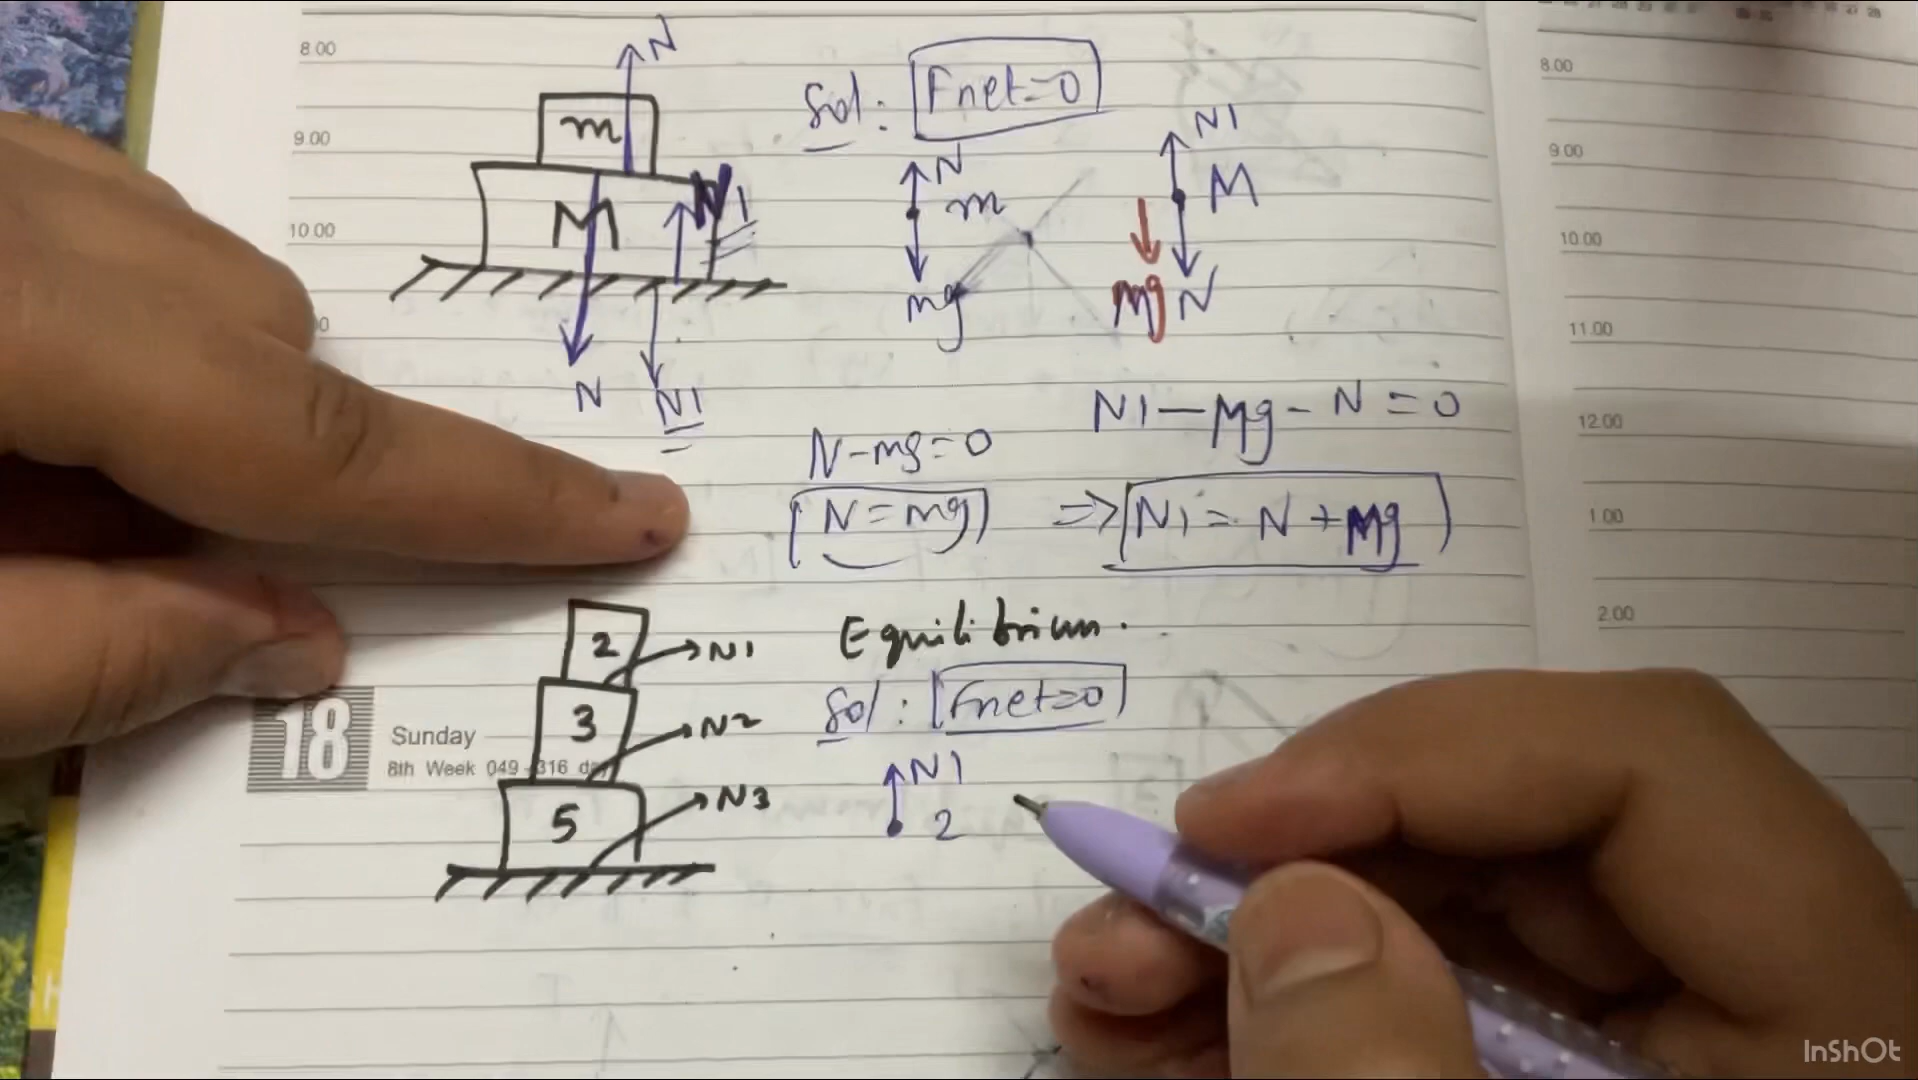 8.00
N
m
9.00
M
N1
10.00
N
N1
Sol: Fnet=0
N
m
mg
N1
M
mg N
N-mg=0
N=mg
N1-Mg-N=0
=> N1=N+Mg
2
N1
3
N2
5
N3
Equilibrium.
Sol: Fnet=0
N1
2
18
Sunday
8th Week 049-316
8.00
9.00
10.00
11.00
12.00
1.00
2.00
InShOt